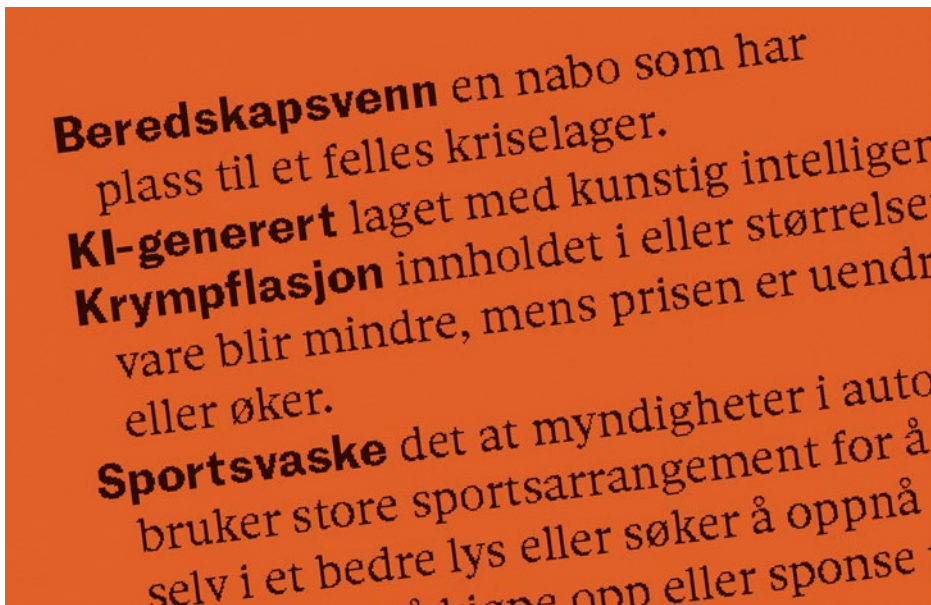 Beredskapsvenn en nabo som har
plass til et felles kriselager.
KI-generert laget med kunstig intelligen
Krympflasjon innholdet i eller størrelse
vare blir mindre, mens prisen er uendr
eller øker.
Sportsvaske det at myndigheter i auto
bruker store sportsarrangement for å
selv i et bedre lys eller søker å oppnå
opp eller sponse